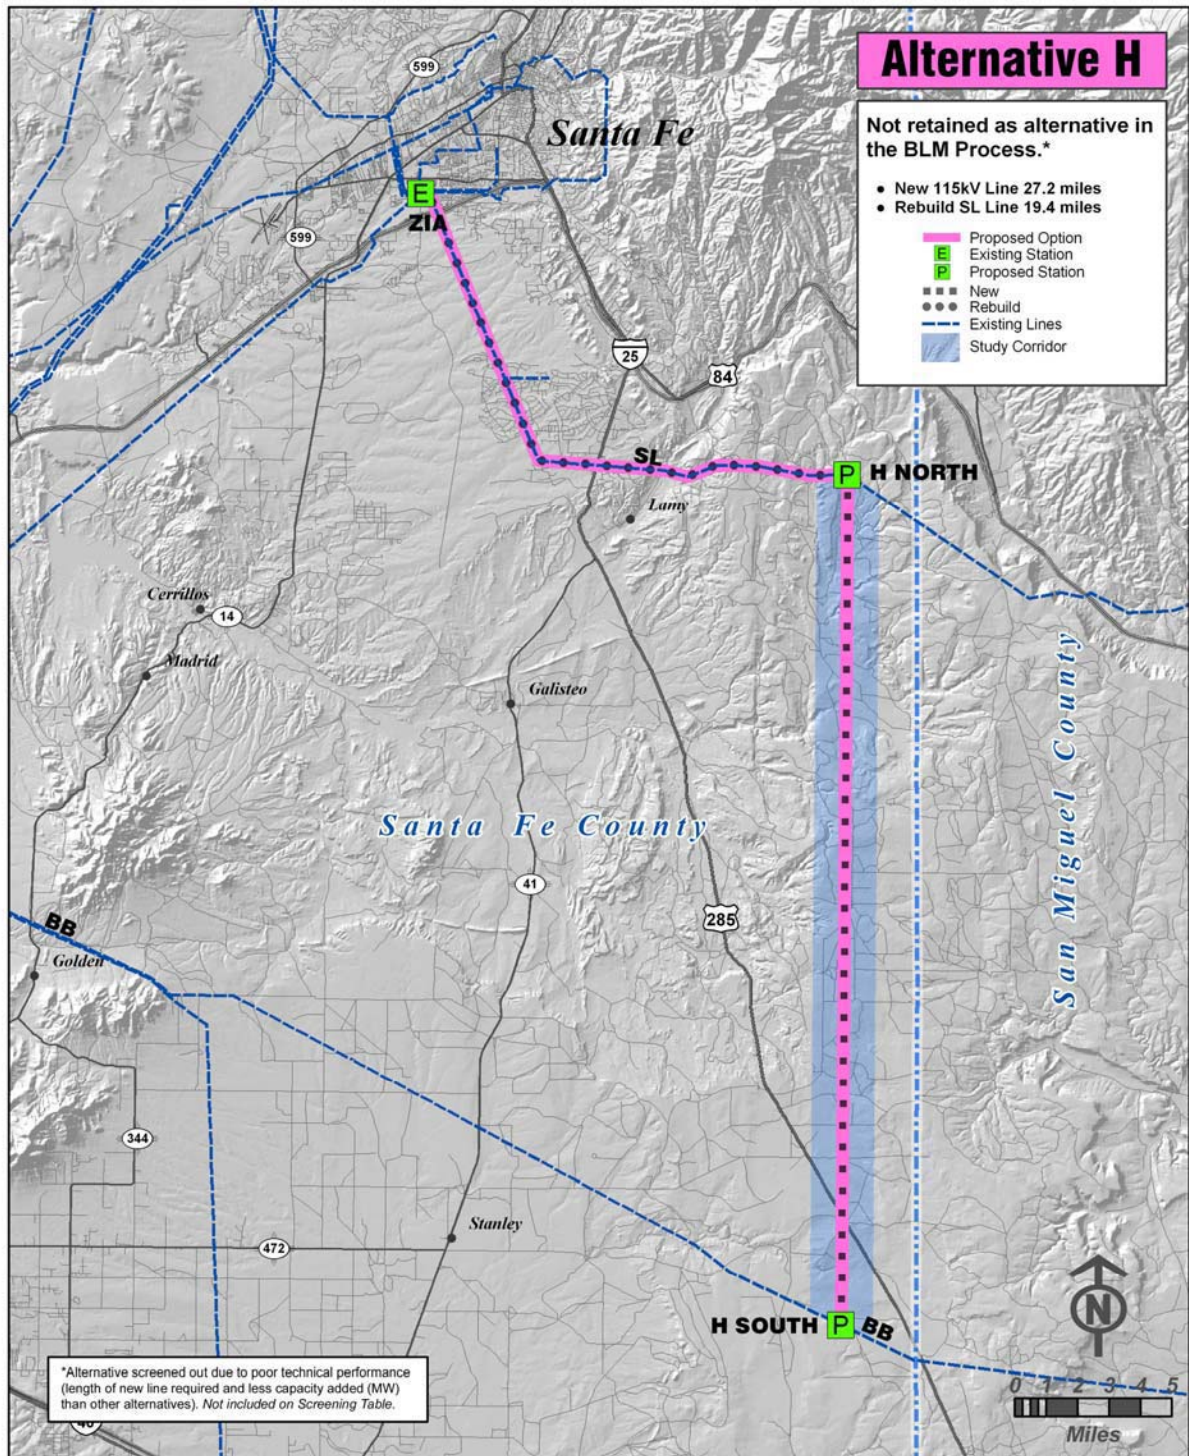 Alternative H
Not retained as alternative in
the BLM Process.*
• New 115kV Line 27.2 miles
• Rebuild SL Line 19.4 miles
Proposed Option
E Existing Station
P Proposed Station
New
Rebuild
Existing Lines
Study Corridor
599
Santa Fe
E
ZIA
599
25
84
SL
P H NORTH
Lamy
Cerrillos
14
Madrid
Galisteo
San Miguel County
Santa Fe County
41
285
BB
Golden
344
Stanley
472
H SOUTH P BB
N
0 1 2 3 4 5
Miles
*Alternative screened out due to poor technical performance
(length of new line required and less capacity added (MW)
than other alternatives). Not included on Screening Table.